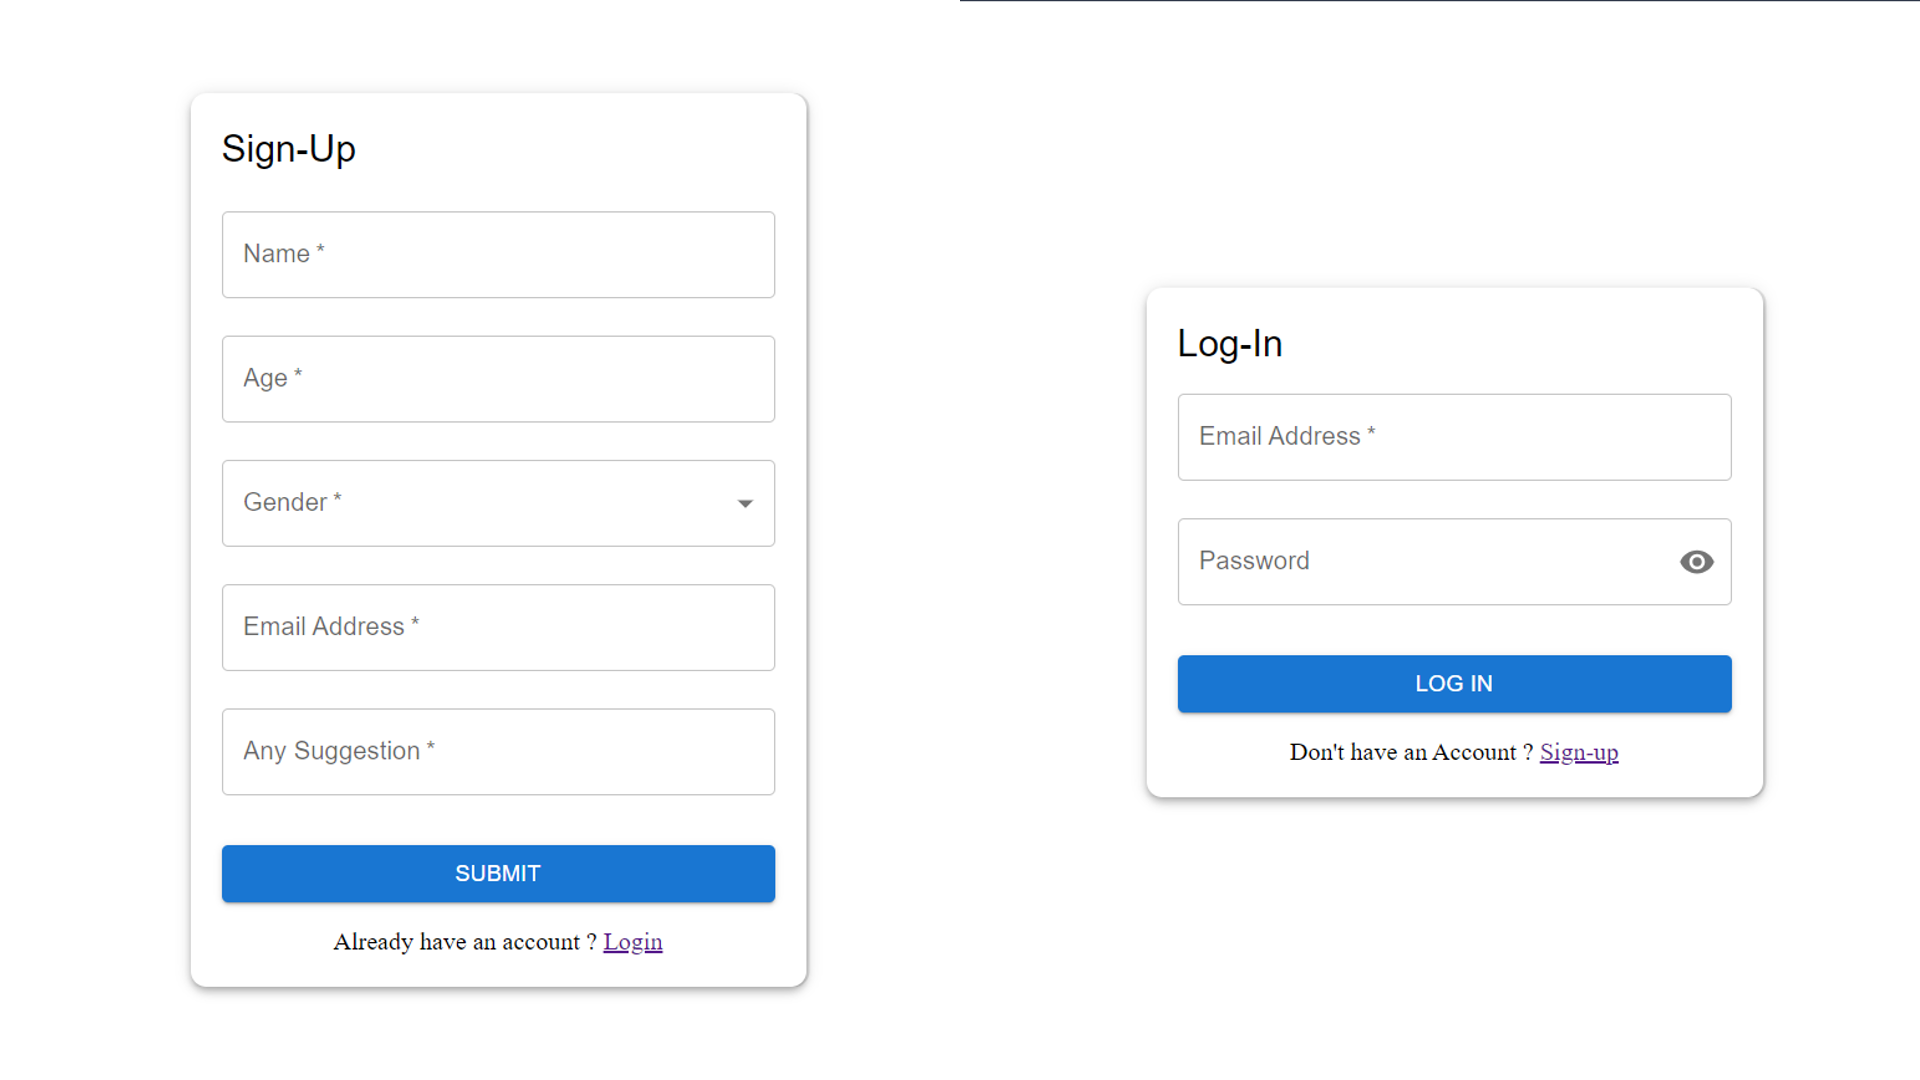 Sign-Up
Name *
Age *
Gender *
Email Address *
Any Suggestion *
SUBMIT
Already have an account ? Login
Log-In
Email Address *
Password
LOG IN
Don't have an Account ? Sign-up